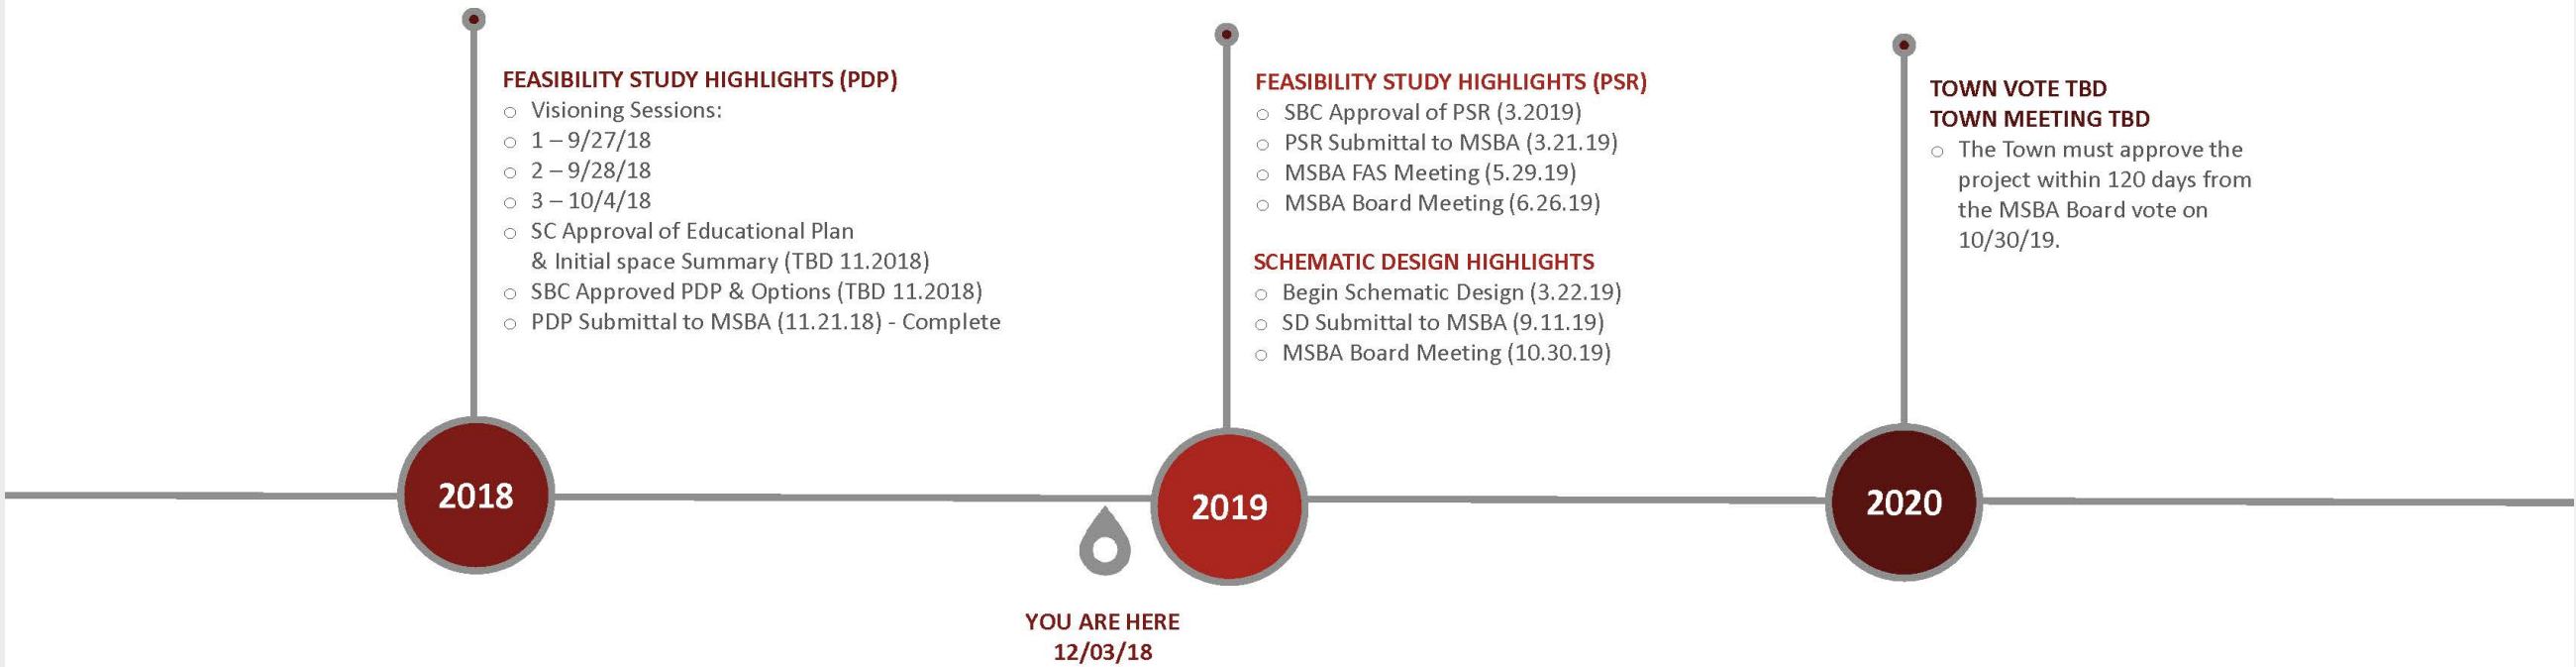 FEASIBILITY STUDY HIGHLIGHTS (PDP)
○ Visioning Sessions:
○ 1 – 9/27/18
○ 2 – 9/28/18
○ 3 – 10/4/18
○ SC Approval of Educational Plan
& Initial space Summary (TBD 11.2018)
○ SBC Approved PDP & Options (TBD 11.2018)
○ PDP Submittal to MSBA (11.21.18) - Complete
FEASIBILITY STUDY HIGHLIGHTS (PSR)
○ SBC Approval of PSR (3.2019)
○ PSR Submittal to MSBA (3.21.19)
○ MSBA FAS Meeting (5.29.19)
○ MSBA Board Meeting (6.26.19)
SCHEMATIC DESIGN HIGHLIGHTS
○ Begin Schematic Design (3.22.19)
○ SD Submittal to MSBA (9.11.19)
○ MSBA Board Meeting (10.30.19)
TOWN VOTE TBD
TOWN MEETING TBD
○ The Town must approve the
project within 120 days from
the MSBA Board vote on
10/30/19.
2018
2019
2020
YOU ARE HERE
12/03/18